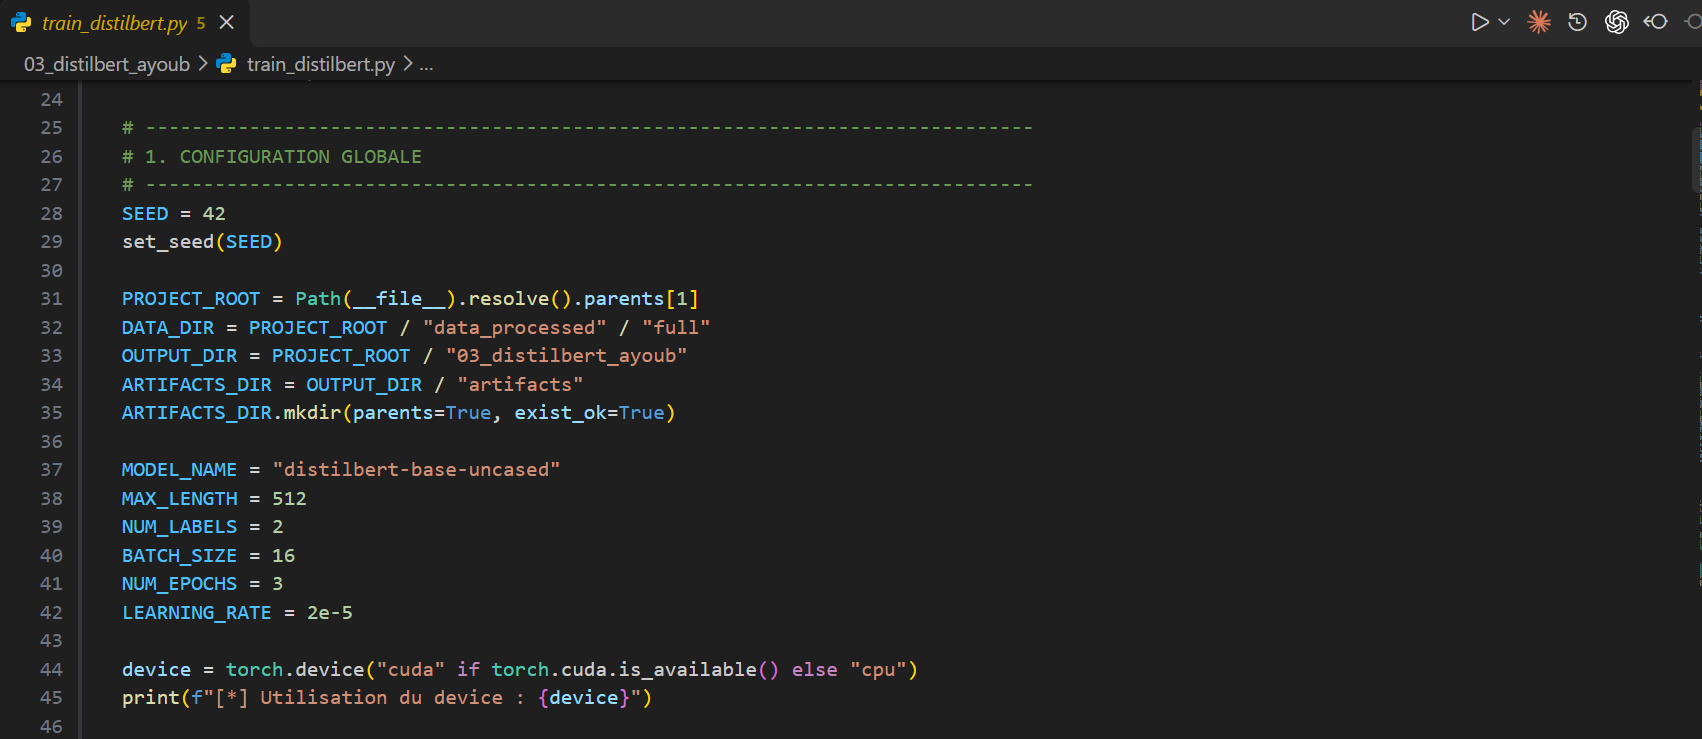 train_distilbert.py 5
03_distilbert_ayoub > train_distilbert.py > ...
24
25 # -----------------------------------------------------------------------------
26 # 1. CONFIGURATION GLOBALE
27 # -----------------------------------------------------------------------------
28 SEED = 42
29 set_seed(SEED)
30
31 PROJECT_ROOT = Path(__file__).resolve().parents[1]
32 DATA_DIR = PROJECT_ROOT / "data_processed" / "full"
33 OUTPUT_DIR = PROJECT_ROOT / "03_distilbert_ayoub"
34 ARTIFACTS_DIR = OUTPUT_DIR / "artifacts"
35 ARTIFACTS_DIR.mkdir(parents=True, exist_ok=True)
36
37 MODEL_NAME = "distilbert-base-uncased"
38 MAX_LENGTH = 512
39 NUM_LABELS = 2
40 BATCH_SIZE = 16
41 NUM_EPOCHS = 3
42 LEARNING_RATE = 2e-5
43
44 device = torch.device("cuda" if torch.cuda.is_available() else "cpu")
45 print(f"[*] Utilisation du device : {device}")
46